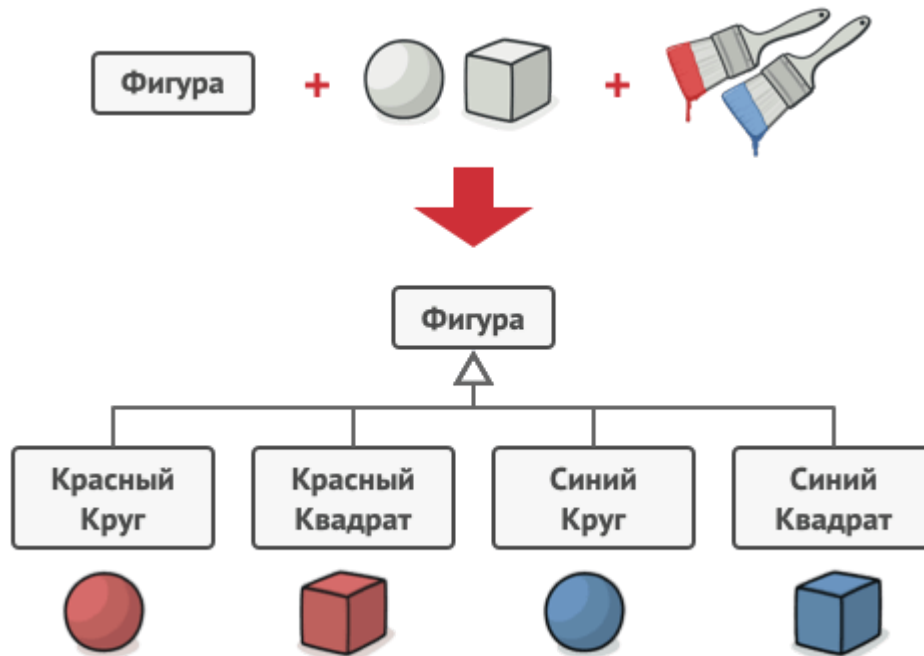 Фигура
+
+
Фигура
Красный
Круг
Красный
Квадрат
Синий
Круг
Синий
Квадрат